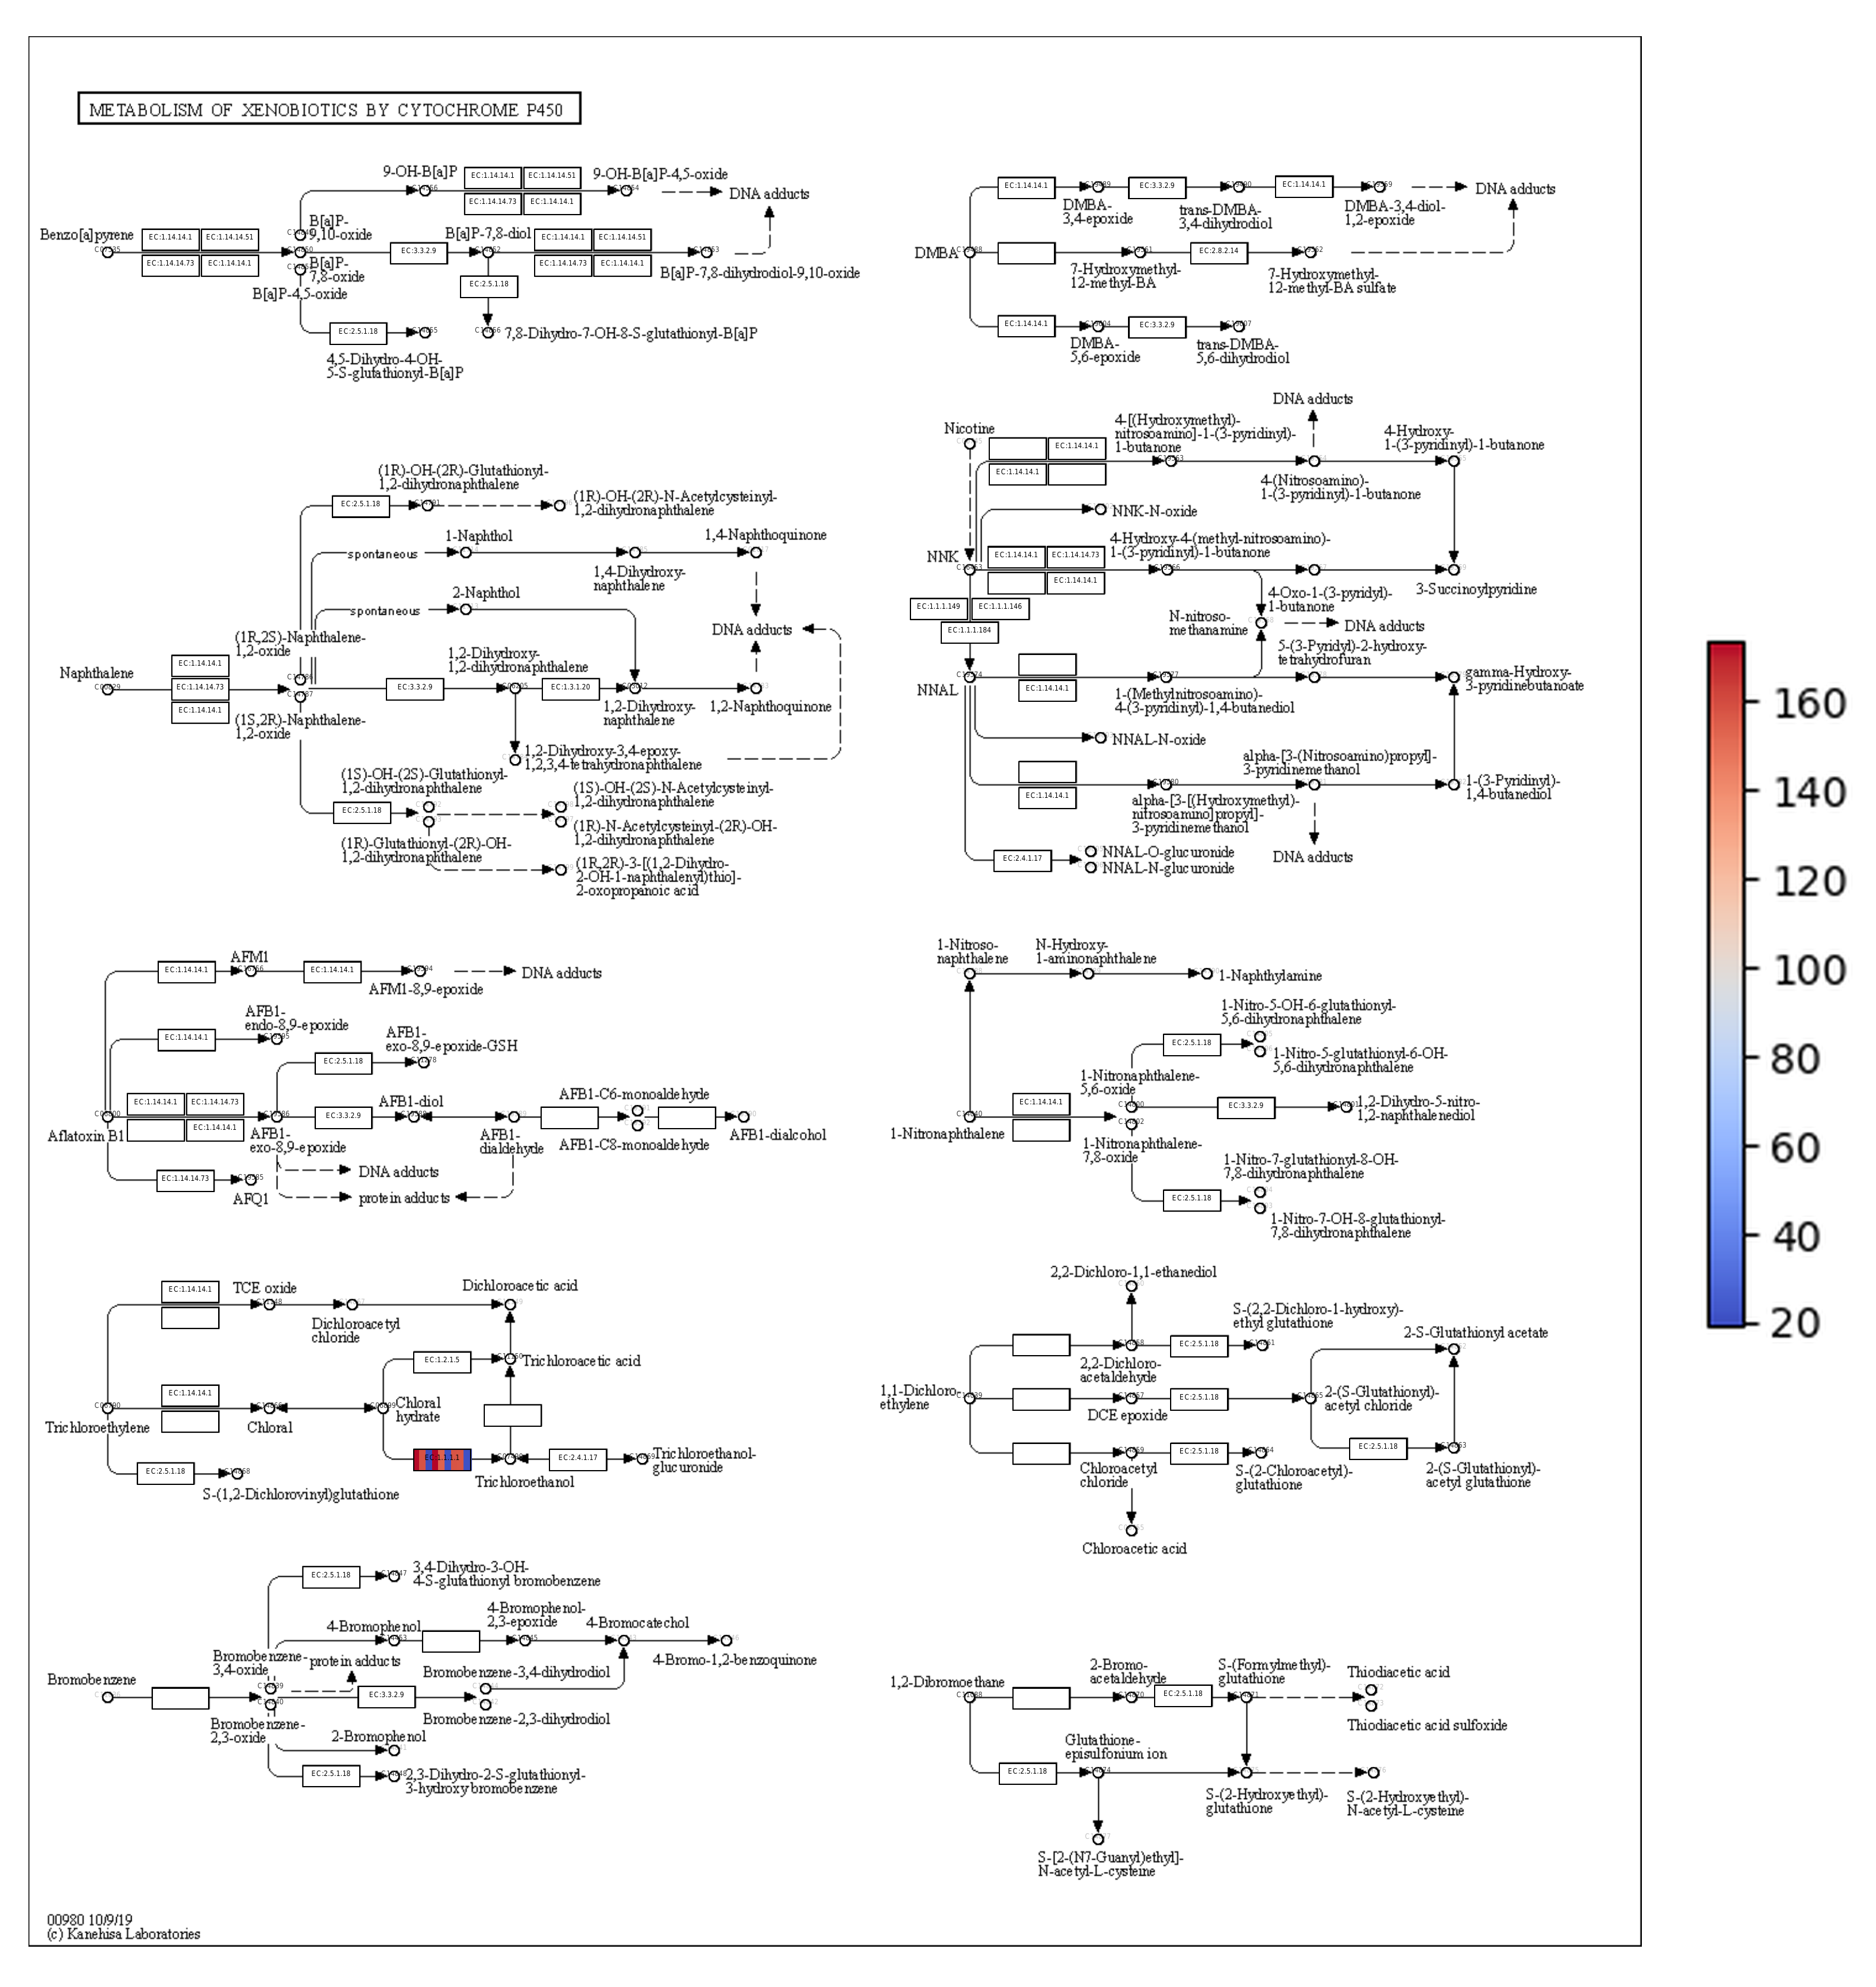 METABOLISM OF XENOBIOTICS BY CYTOCHROME P450
9-OH-B[a]P
EC:1.14.14.1
EC:1.14.14.51
EC:1.14.14.73
EC:1.14.14.1
9-OH-B[a]P-4,5-oxide
DNA adducts
Benzo[a]pyrene
EC:1.14.14.1
EC:1.14.14.51
EC:1.14.14.73
EC:1.14.14.1
B[a]P-
9,10-oxide
B[a]P-
7,8-oxide
B[a]P-4,5-oxide
EC:3.3.2.9
B[a]P-7,8-diol
EC:1.14.14.1
EC:1.14.14.51
EC:1.14.14.73
EC:1.14.14.1
B[a]P-7,8-dihydrodiol-9,10-oxide
EC:2.5.1.18
7,8-Dihydro-7-OH-8-S-glutathionyl-B[a]P
EC:2.5.1.18
4,5-Dihydro-4-OH-
5-S-glutathionyl-B[a]P
DMBA
EC:1.14.14.1
DMBA-
3,4-epoxide
EC:3.3.2.9
trans-DMBA-
3,4-dihydrodiol
EC:1.14.14.1
DMBA-3,4-diol-
1,2-epoxide
DNA adducts
7-Hydroxymethyl-
12-methyl-BA
EC:2.8.2.14
7-Hydroxymethyl-
12-methyl-BA sulfate
EC:1.14.14.1
DMBA-
5,6-epoxide
EC:3.3.2.9
trans-DMBA-
5,6-dihydrodiol
(1R)-OH-(2R)-Glutathionyl-
1,2-dihydronaphthalene
EC:2.5.1.18
(1R)-OH-(2R)-N-Acetylcysteinyl-
1,2-dihydronaphthalene
spontaneous
1-Naphthol
1,4-Dihydroxy-
naphthalene
1,4-Naphthoquinone
spontaneous
2-Naphthol
DNA adducts
(1R,2S)-Naphthalene-
1,2-oxide
Naphthalene
EC:1.14.14.1
EC:1.14.14.73
EC:1.14.14.1
(1S,2R)-Naphthalene-
1,2-oxide
EC:3.3.2.9
1,2-Dihydroxy-
1,2-dihydronaphthalene
EC:1.3.1.20
1,2-Dihydroxy-
naphthalene
1,2-Naphthoquinone
1,2-Dihydroxy-3,4-epoxy-
1,2,3,4-tetrahydronaphthalene
(1S)-OH-(2S)-Glutathionyl-
1,2-dihydronaphthalene
EC:2.5.1.18
(1S)-OH-(2S)-N-Acetylcysteinyl-
1,2-dihydronaphthalene
(1R)-N-Acetylcysteinyl-(2R)-OH-
1,2-dihydronaphthalene
(1R)-Glutathionyl-(2R)-OH-
1,2-dihydronaphthalene
(1R,2R)-3-[(1,2-Dihydro-
2-OH-1-naphthalenyl)thio]-
2-oxopropanoic acid
Nicotine
EC:1.14.14.1
EC:1.14.14.1
4-[(Hydroxymethyl)-
nitrosoamino]-1-(3-pyridinyl)-
1-butanone
DNA adducts
4-(Nitrosoamino)-
1-(3-pyridinyl)-1-butanone
4-Hydroxy-
1-(3-pyridinyl)-1-butanone
NNK-N-oxide
NNK
EC:1.14.14.1
EC:1.14.14.73
EC:1.14.14.1
4-Hydroxy-4-(methyl-nitrosoamino)-
1-(3-pyridinyl)-1-butanone
3-Succinoylpyridine
4-Oxo-1-(3-pyridyl)-
1-butanone
N-nitroso-
methanamine
DNA adducts
EC:1.1.1.149
EC:1.1.1.146
EC:1.1.1.184
5-(3-Pyridyl)-2-hydroxy-
tetrahydrofuran
NNAL
EC:1.14.14.1
1-(Methylnitrosoamino)-
4-(3-pyridinyl)-1,4-butanediol
gamma-Hydroxy-
3-pyridinebutanoate
NNAL-N-oxide
EC:1.14.14.1
alpha-[3-[(Hydroxymethyl)-
nitrosoamino]propyl]-
3-pyridinemethanol
alpha-[3-(Nitrosoamino)propyl]-
3-pyridinemethanol
1-(3-Pyridinyl)-
1,4-butanediol
DNA adducts
EC:2.4.1.17
NNAL-O-glucuronide
NNAL-N-glucuronide
EC:1.14.14.1
AFM1
EC:1.14.14.1
AFM1-8,9-epoxide
DNA adducts
EC:1.14.14.1
AFB1-
endo-8,9-epoxide
EC:2.5.1.18
AFB1-
exo-8,9-epoxide-GSH
Aflatoxin B1
EC:1.14.14.1
EC:1.14.14.73
EC:1.14.14.1
AFB1-
exo-8,9-epoxide
EC:3.3.2.9
AFB1-diol
AFB1-
dialdehyde
AFB1-C6-monoaldehyde
AFB1-C8-monoaldehyde
AFB1-dialcohol
EC:1.14.14.73
AFQ1
DNA adducts
protein adducts
1-Nitroso-
naphthalene
N-Hydroxy-
1-aminonaphthalene
1-Naphthylamine
1-Nitronaphthalene
EC:1.14.14.1
1-Nitronaphthalene-
5,6-oxide
1-Nitronaphthalene-
7,8-oxide
EC:2.5.1.18
1-Nitro-5-OH-6-glutathionyl-
5,6-dihydronaphthalene
1-Nitro-5-glutathionyl-6-OH-
5,6-dihydronaphthalene
EC:3.3.2.9
1,2-Dihydro-5-nitro-
1,2-naphthalenediol
EC:2.5.1.18
1-Nitro-7-glutathionyl-8-OH-
7,8-dihydronaphthalene
1-Nitro-7-OH-8-glutathionyl-
7,8-dihydronaphthalene
EC:1.14.14.1
TCE oxide
Dichloroacetyl
chloride
Dichloroacetic acid
EC:1.2.1.5
Trichloroacetic acid
Trichloroethylene
EC:1.14.14.1
Chloral
Chloral
hydrate
EC:1.1.1.1
Trichloroethanol
EC:2.4.1.17
Trichloroethanol-
glucuronide
EC:2.5.1.18
S-(1,2-Dichlorovinyl)glutathione
2,2-Dichloro-1,1-ethanediol
1,1-Dichloro-
ethylene
2,2-Dichloro-
acetaldehyde
EC:2.5.1.18
S-(2,2-Dichloro-1-hydroxy)-
ethyl glutathione
2-S-Glutathionyl acetate
DCE epoxide
EC:2.5.1.18
2-(S-Glutathionyl)-
acetyl chloride
Chloroacetyl
chloride
EC:2.5.1.18
S-(2-Chloroacetyl)-
glutathione
EC:2.5.1.18
2-(S-Glutathionyl)-
acetyl glutathione
Chloroacetic acid
EC:2.5.1.18
3,4-Dihydro-3-OH-
4-S-glutathionyl bromobenzene
4-Bromophenol
4-Bromophenol-
2,3-epoxide
4-Bromocatechol
4-Bromo-1,2-benzoquinone
Bromobenzene
Bromobenzene-
3,4-oxide
protein adducts
Bromobenzene-3,4-dihydrodiol
EC:3.3.2.9
Bromobenzene-2,3-dihydrodiol
Bromobenzene-
2,3-oxide
2-Bromophenol
EC:2.5.1.18
2,3-Dihydro-2-S-glutathionyl-
3-hydroxy bromobenzene
1,2-Dibromoethane
2-Bromo-
acetaldehyde
EC:2.5.1.18
S-(Formylmethyl)-
glutathione
Thiodiacetic acid
Thiodiacetic acid sulfoxide
EC:2.5.1.18
Glutathione-
episulfonium ion
S-(2-Hydroxyethyl)-
glutathione
S-(2-Hydroxyethyl)-
N-acetyl-L-cysteine
S-[2-(N7-Guanyl)ethyl]-
N-acetyl-L-cysteine
00980 10/9/19
(c) Kanehisa Laboratories
160
140
120
100
80
60
40
20